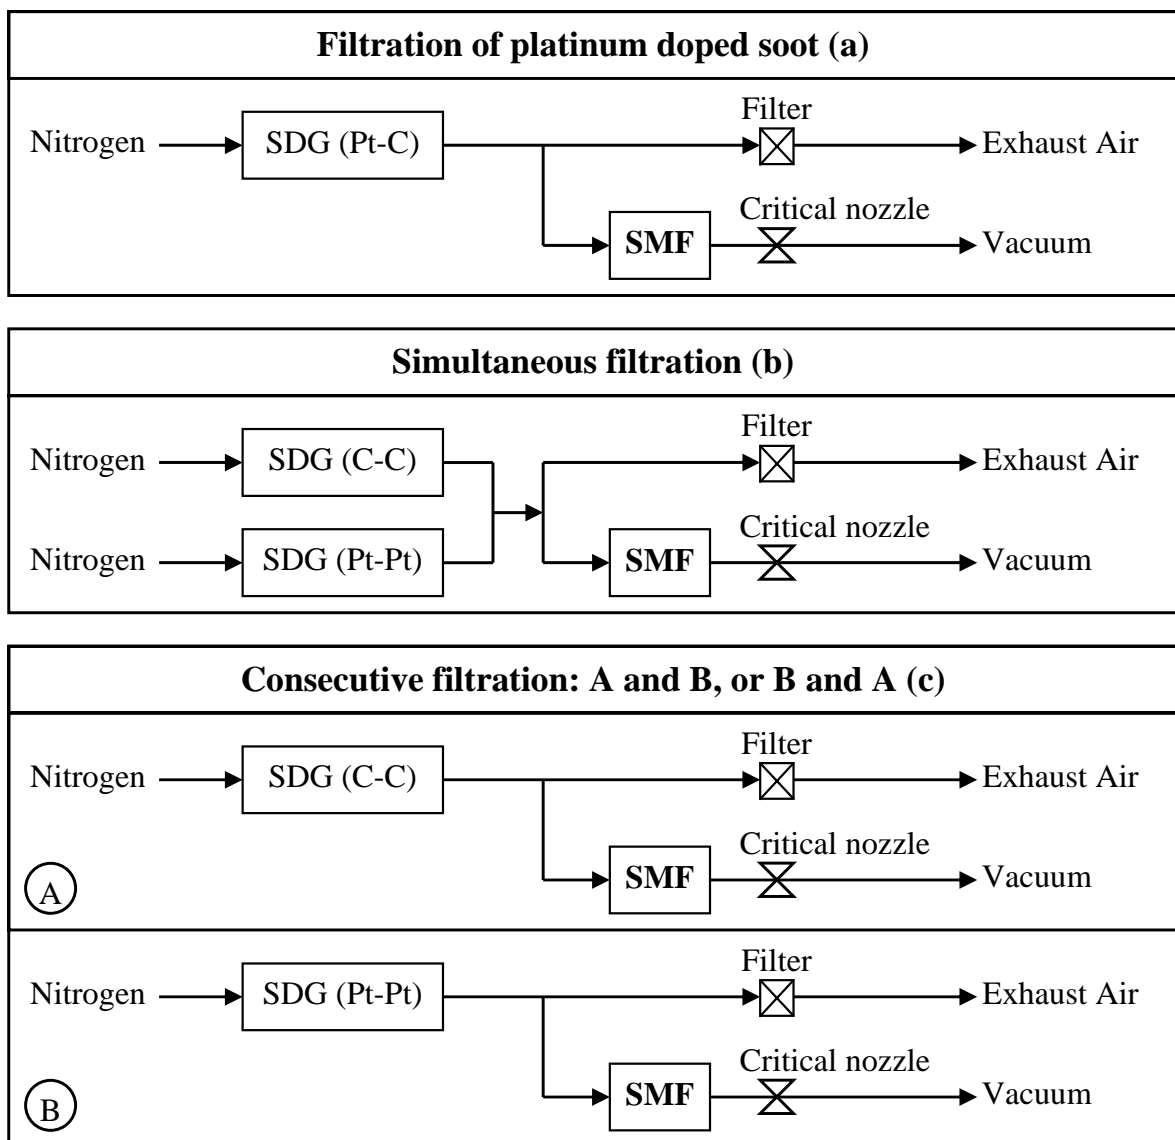 Filtration of platinum doped soot (a)
Filter
Nitrogen SDG (Pt-C) Exhaust Air
Critical nozzle
SMF Vacuum
Simultaneous filtration (b)
Filter
Nitrogen SDG (C-C) Exhaust Air
Critical nozzle
Nitrogen SDG (Pt-Pt) SMF Vacuum
Consecutive filtration: A and B, or B and A (c)
Filter
Nitrogen SDG (C-C) Exhaust Air
Critical nozzle
A SMF Vacuum
Filter
Nitrogen SDG (Pt-Pt) Exhaust Air
Critical nozzle
B SMF Vacuum